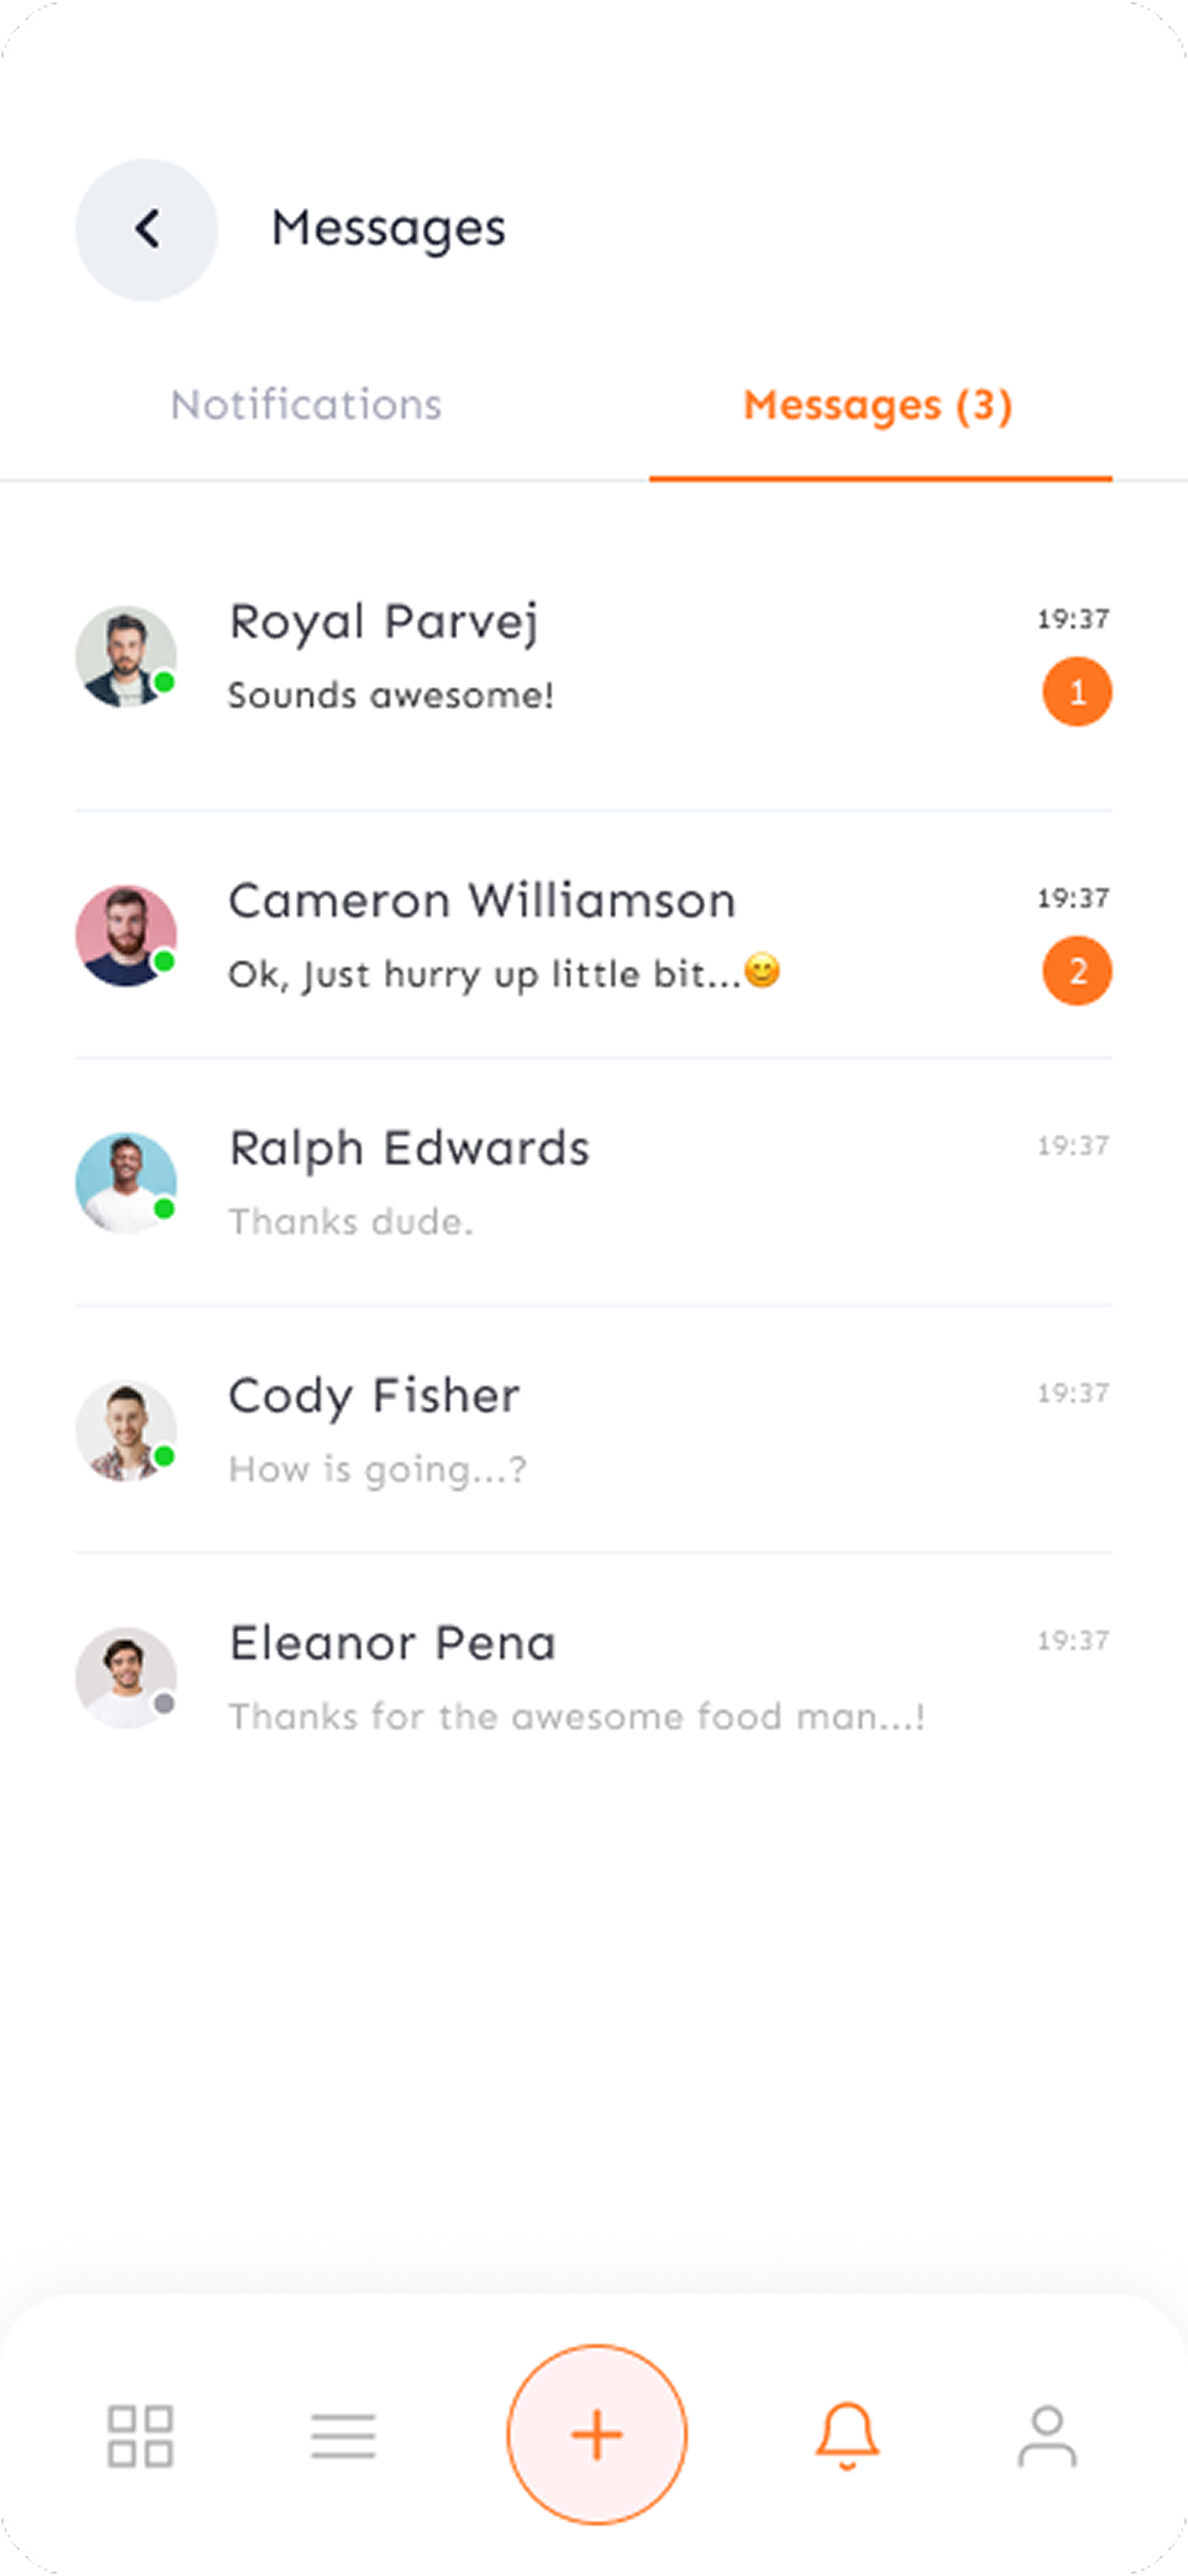 Messages
Notifications
Messages (3)
Royal Parvej
19:37
Sounds awesome!
1
Cameron Williamson
19:37
Ok, Just hurry up little bit...😊
2
Ralph Edwards
19:37
Thanks dude.
Cody Fisher
19:37
How is going...?
Eleanor Pena
19:37
Thanks for the awesome food man...!